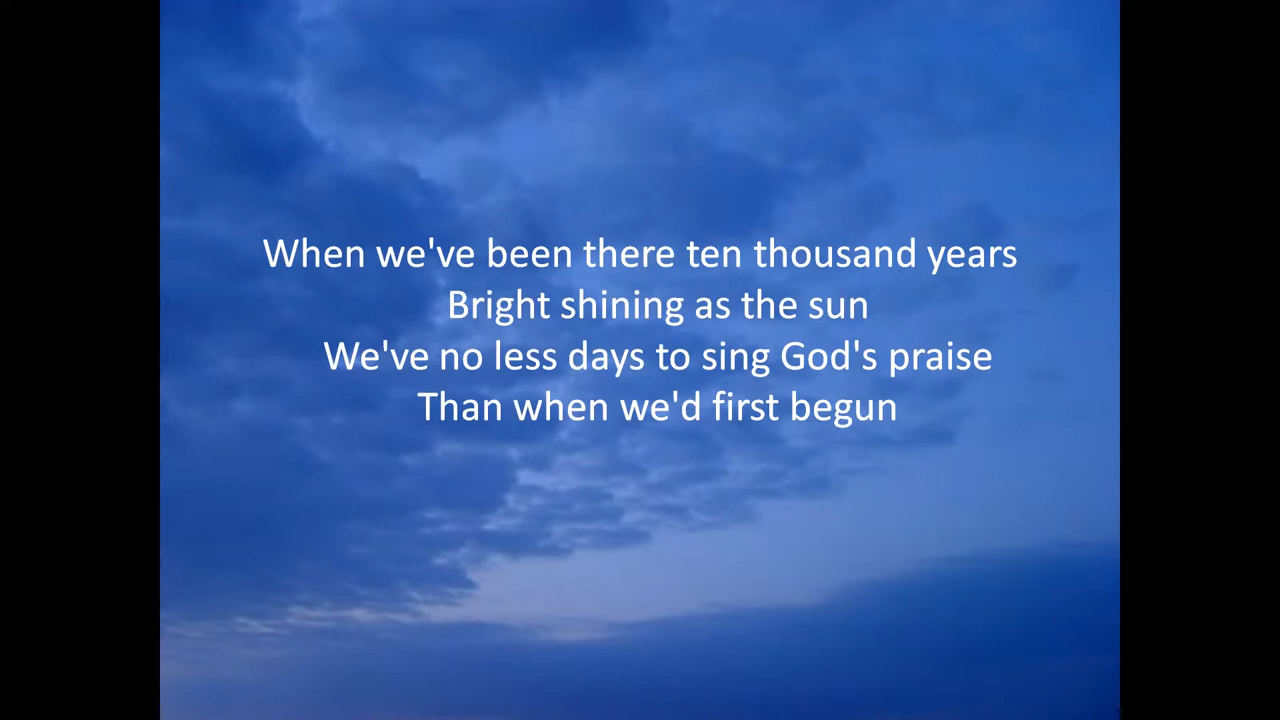 When we've been there ten thousand years
Bright shining as the sun
We've no less days to sing God's praise
Than when we'd first begun